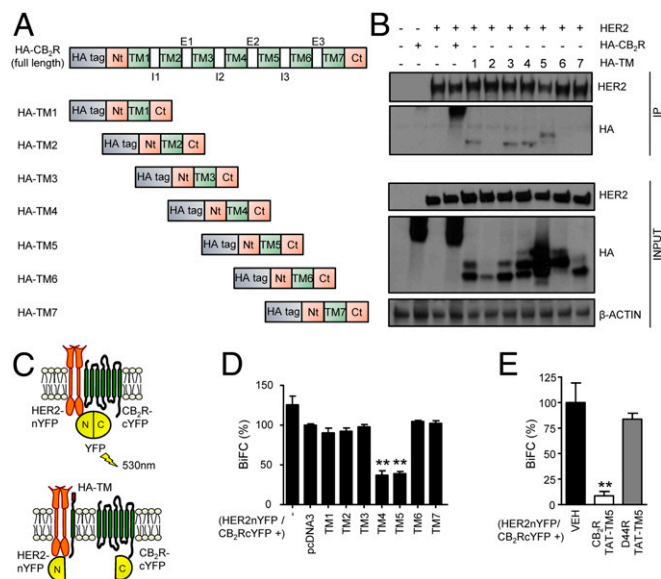 A
HA-CB2R
(full length)
E1 E2 E3
HA tag Nt TM1 TM2 TM3 TM4 TM5 TM6 TM7 Ct
I1 I2 I3
HA-TM1 HA tag Nt TM1 Ct
HA-TM2 HA tag Nt TM2 Ct
HA-TM3 HA tag Nt TM3 Ct
HA-TM4 HA tag Nt TM4 Ct
HA-TM5 HA tag Nt TM5 Ct
HA-TM6 HA tag Nt TM6 Ct
HA-TM7 HA tag Nt TM7 Ct
B
- - + + + + + + + + + HER2
- + - + - - - - - - - HA-CB2R
- - - - 1 2 3 4 5 6 7 HA-TM
HER2
HA
IP
HER2
HA
β-ACTIN
INPUT
C
HER2-
nYFP
N C
CB2R-
cYFP
YFP
530nm
HA-TM
HER2-
nYFP
N
C
CB2R-
cYFP
D
BiFC (%)
150
100
50
0
** **
(HER2nYFP /
CB2RcYFP +)
- pcDNA3 TM1 TM2 TM3 TM4 TM5 TM6 TM7
E
BiFC (%)
125
100
75
50
25
0
**
(HER2nYFP/
CB2RcYFP +)
VEH
CB2R
TAT-TM5
D44R
TAT-TM5